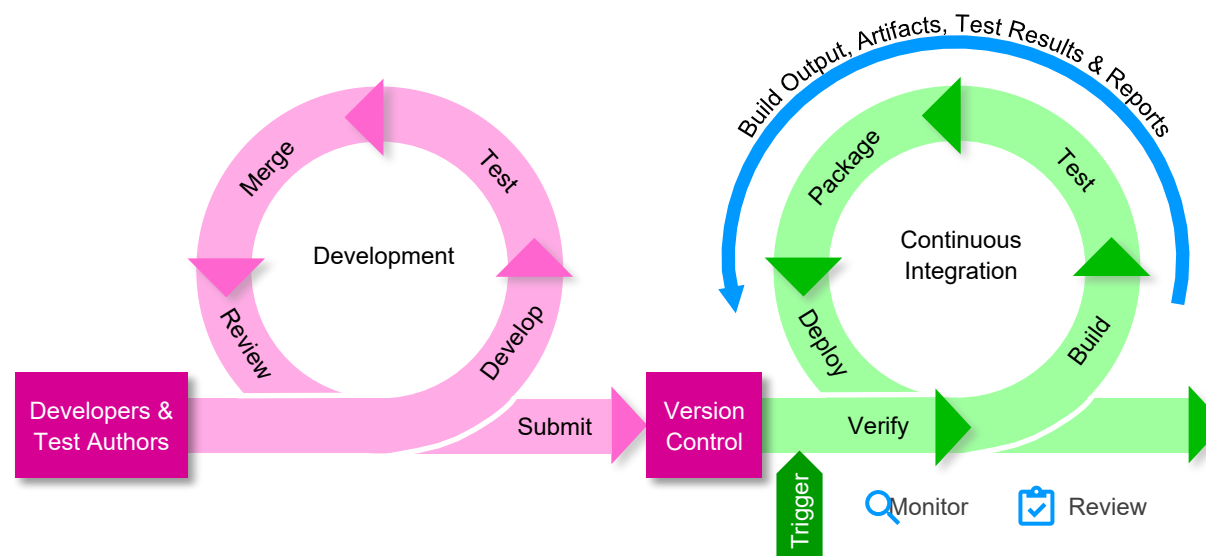 Build Output, Artifacts, Test Results & Reports
Merge
Test
Development
Review
Develop
Developers &
Test Authors
Submit
Package
Test
Continuous
Integration
Deploy
Build
Version
Control
Verify
Trigger
Monitor
Review